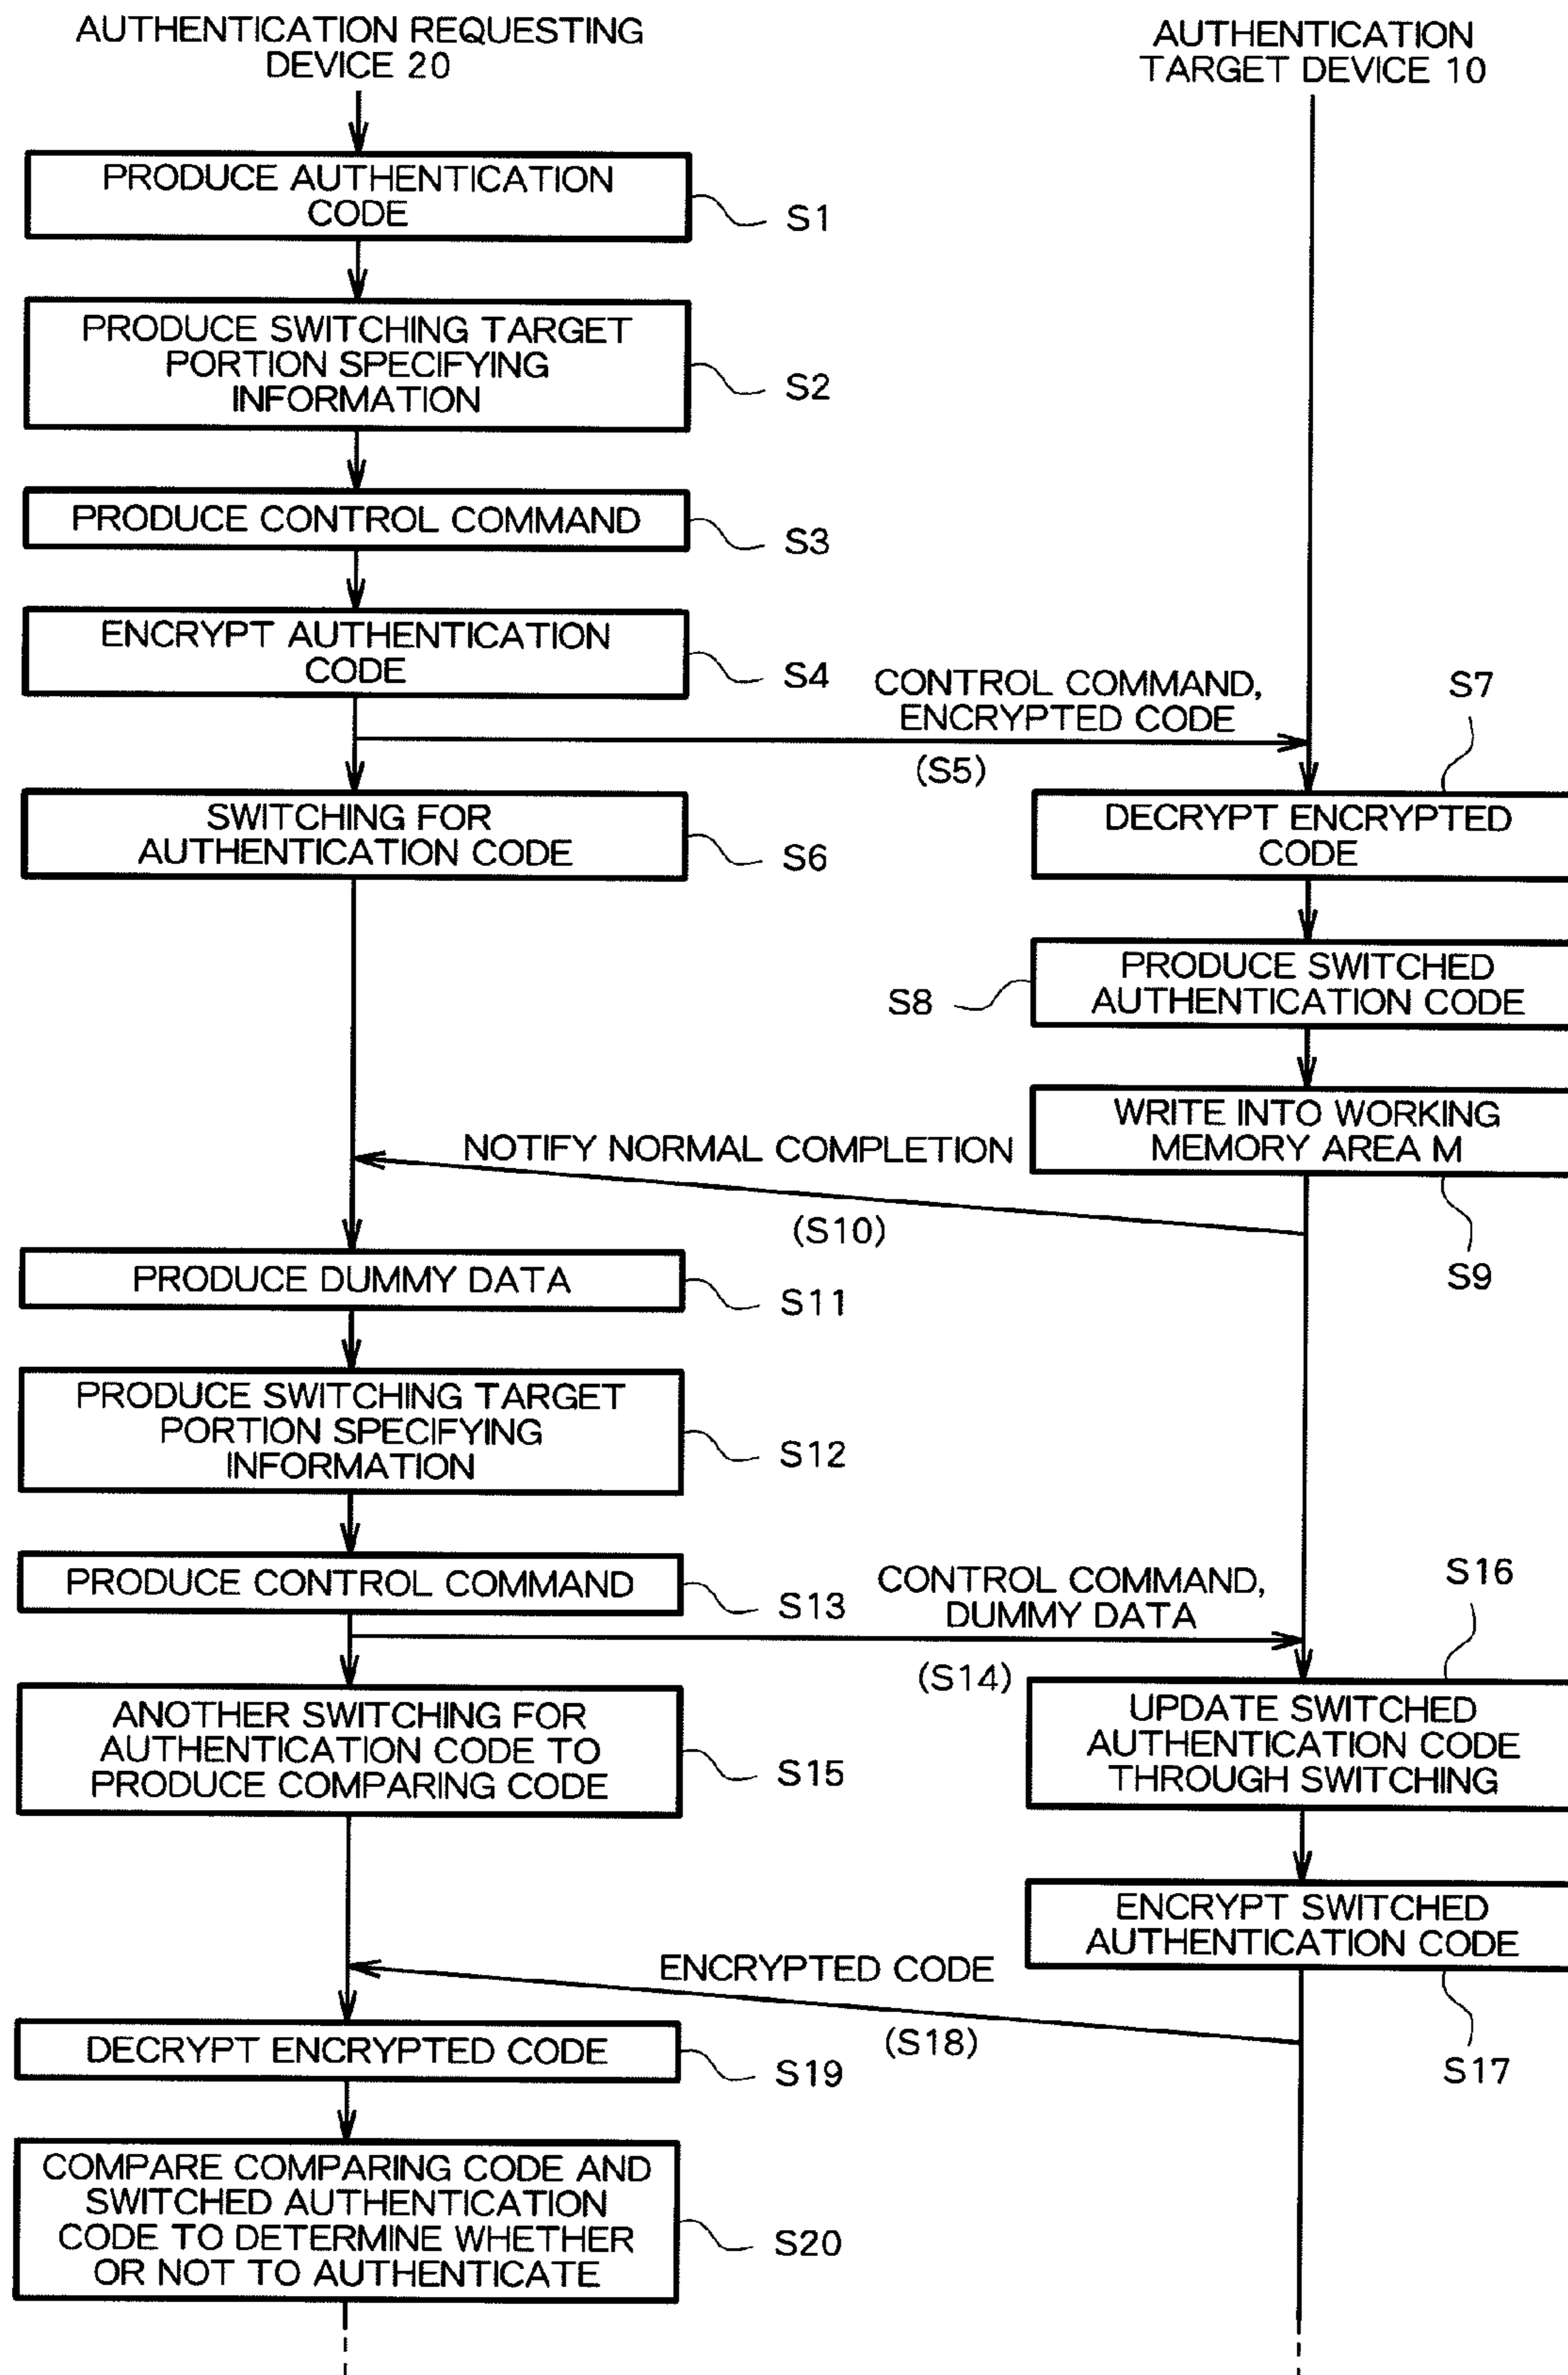 AUTHENTICATION REQUESTING
DEVICE 20
AUTHENTICATION
TARGET DEVICE 10
PRODUCE AUTHENTICATION
CODE
S1
PRODUCE SWITCHING TARGET
PORTION SPECIFYING
INFORMATION
S2
PRODUCE CONTROL COMMAND
S3
ENCRYPT AUTHENTICATION
CODE
S4
CONTROL COMMAND,
ENCRYPTED CODE
(S5)
S7
SWITCHING FOR
AUTHENTICATION CODE
S6
DECRYPT ENCRYPTED
CODE
PRODUCE SWITCHED
AUTHENTICATION CODE
S8
WRITE INTO WORKING
MEMORY AREA M
S9
NOTIFY NORMAL COMPLETION
(S10)
PRODUCE DUMMY DATA
S11
PRODUCE SWITCHING TARGET
PORTION SPECIFYING
INFORMATION
S12
PRODUCE CONTROL COMMAND
S13
CONTROL COMMAND,
DUMMY DATA
(S14)
S16
ANOTHER SWITCHING FOR
AUTHENTICATION CODE TO
PRODUCE COMPARING CODE
S15
UPDATE SWITCHED
AUTHENTICATION CODE
THROUGH SWITCHING
ENCRYPT SWITCHED
AUTHENTICATION CODE
S17
ENCRYPTED CODE
(S18)
DECRYPT ENCRYPTED CODE
S19
COMPARE COMPARING CODE AND
SWITCHED AUTHENTICATION
CODE TO DETERMINE WHETHER
OR NOT TO AUTHENTICATE
S20